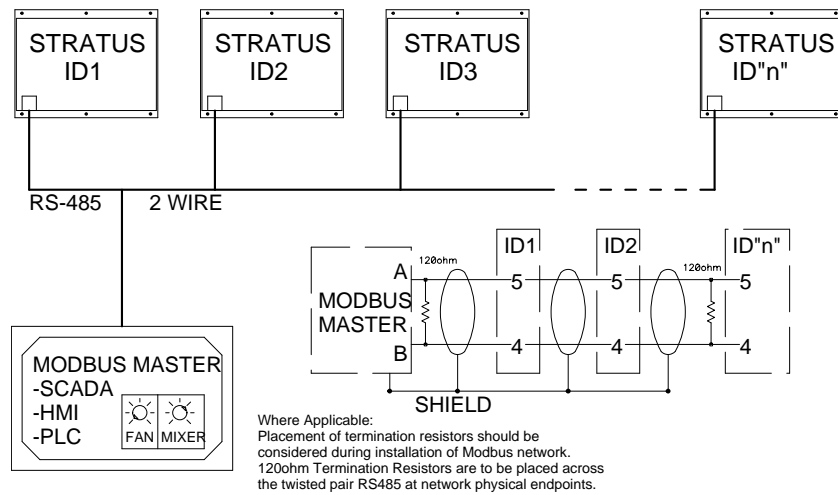 STRATUS
ID1
STRATUS
ID2
STRATUS
ID3
STRATUS
ID"n"
RS-485 2 WIRE
MODBUS MASTER
-SCADA
-HMI
-PLC
FAN MIXER
ID1 ID2 ID"n"
120ohm 120ohm
A 5 5 5
MODBUS
MASTER
B 4 4 4
SHIELD
Where Applicable:
Placement of termination resistors should be
considered during installation of Modbus network.
120ohm Termination Resistors are to be placed across
the twisted pair RS485 at network physical endpoints.